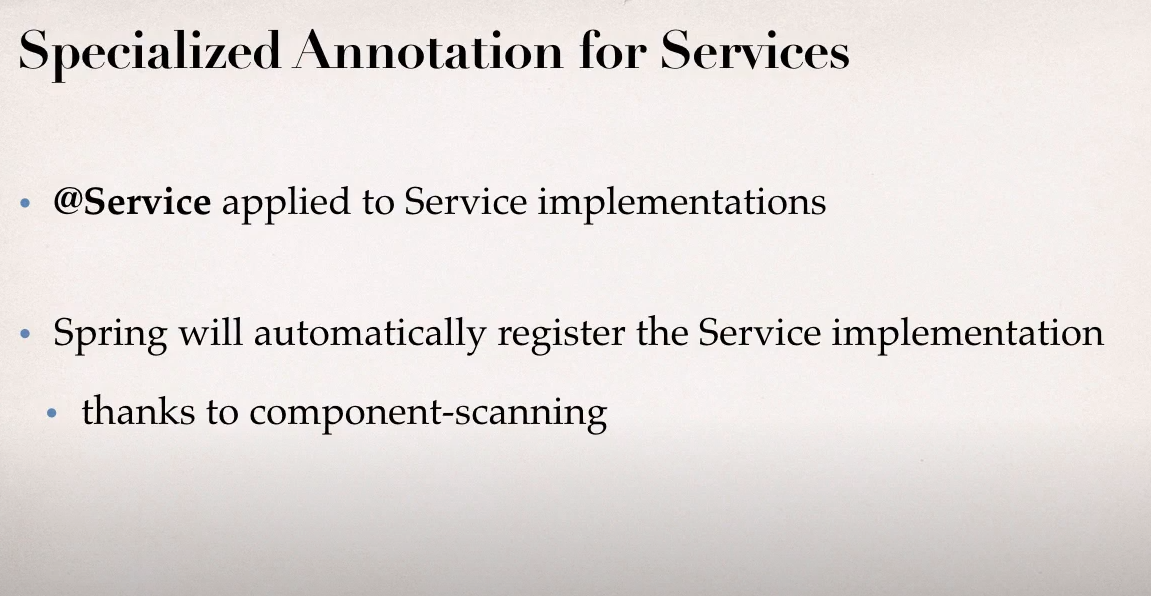 Specialized Annotation for Services
• @Service applied to Service implementations
• Spring will automatically register the Service implementation
• thanks to component-scanning